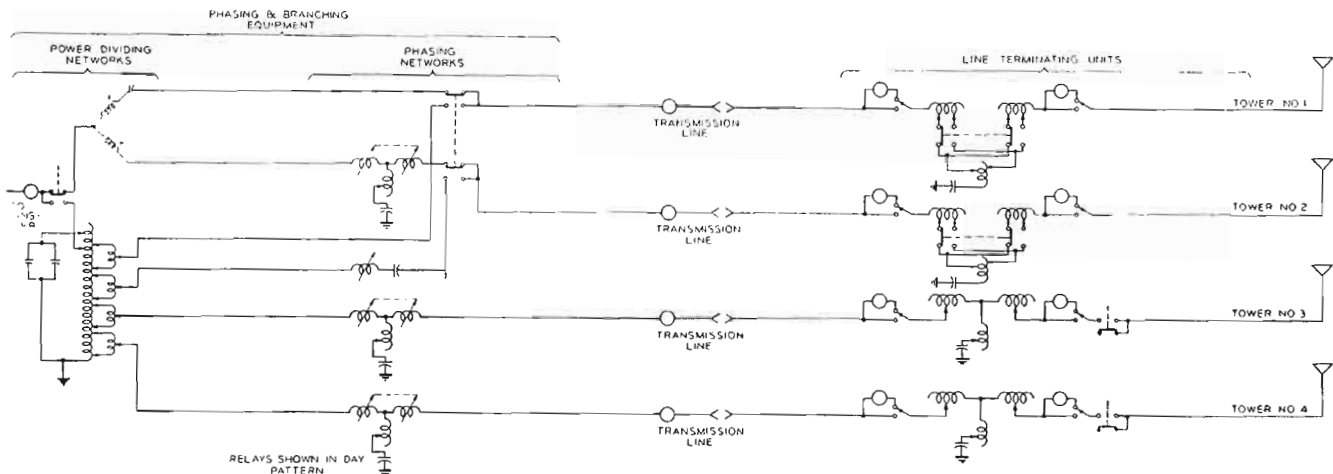 PHASING & BRANCHING
EQUIPMENT
POWER DIVIDING
NETWORKS
PHASING
NETWORKS
LINE TERMINATING UNITS
TRANSMISSION
LINE
TOWER NO 1
TRANSMISSION
LINE
TOWER NO 2
TRANSMISSION
LINE
TOWER NO 3
TRANSMISSION
LINE
TOWER NO 4
RELAYS SHOWN IN DAY
PATTERN